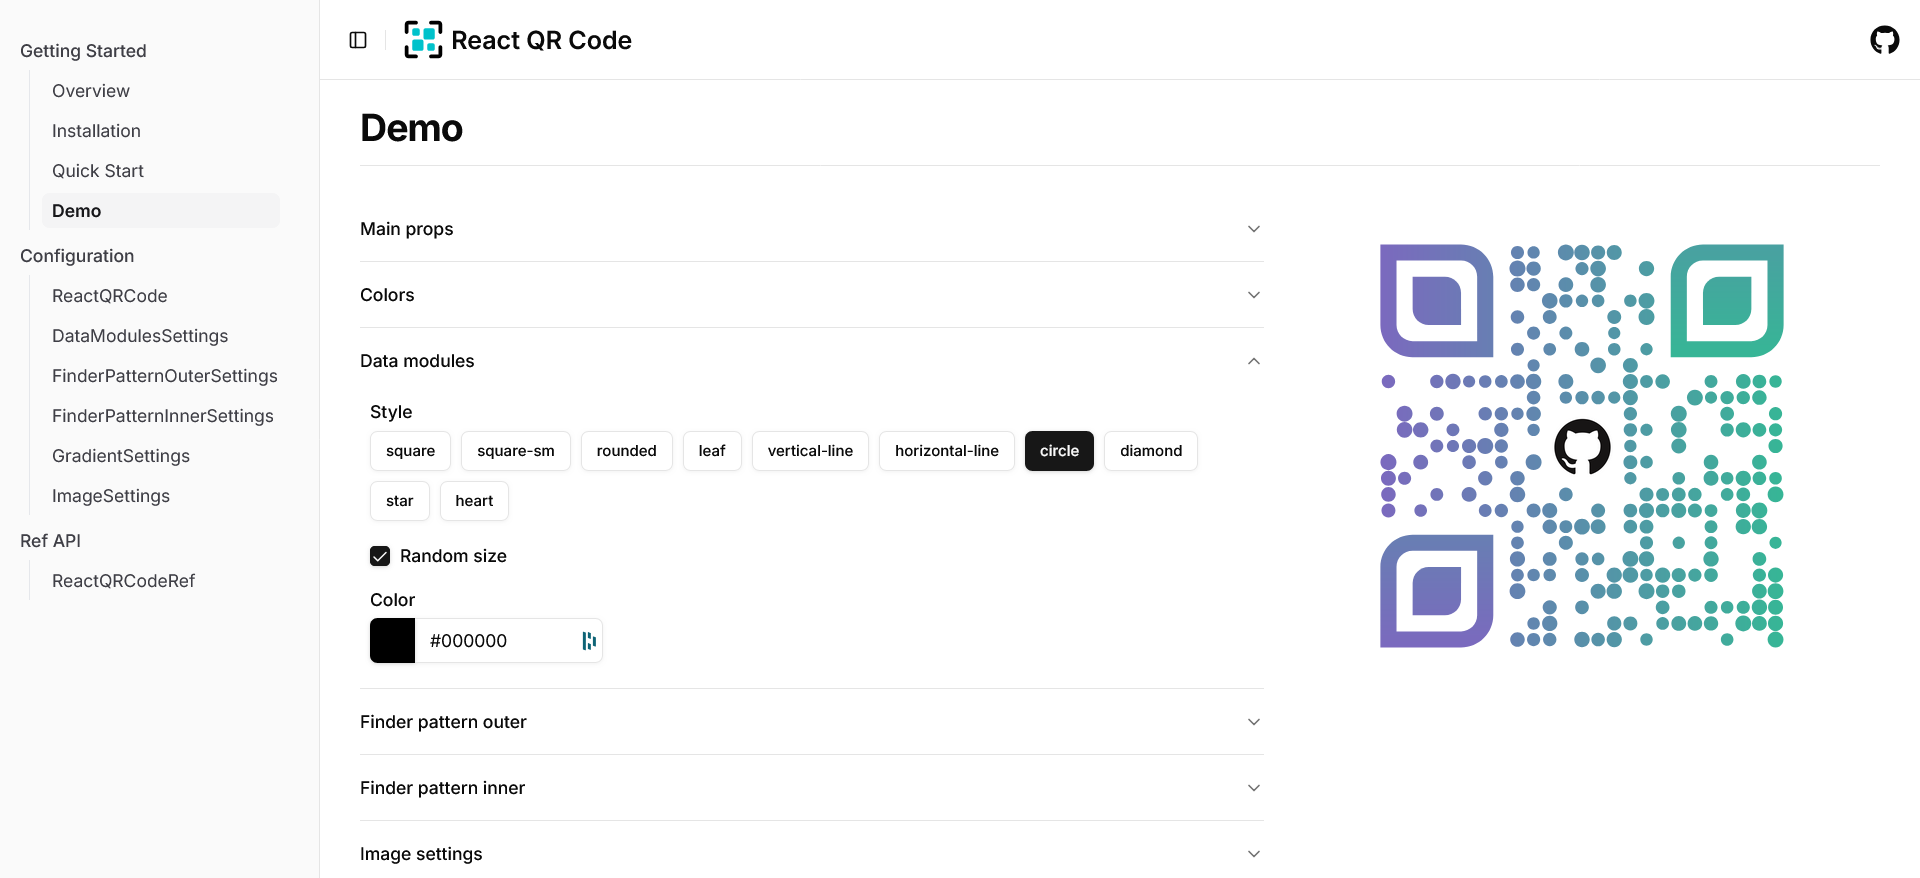 Getting Started
Overview
Installation
Quick Start
Demo
Configuration
ReactQRCode
DataModulesSettings
FinderPatternOuterSettings
FinderPatternInnerSettings
GradientSettings
ImageSettings
Ref API
ReactQRCodeRef
React QR Code
Demo
Main props
Colors
Data modules
Style
square square-sm rounded leaf vertical-line horizontal-line circle diamond
star heart
Random size
Color
#000000
Finder pattern outer
Finder pattern inner
Image settings